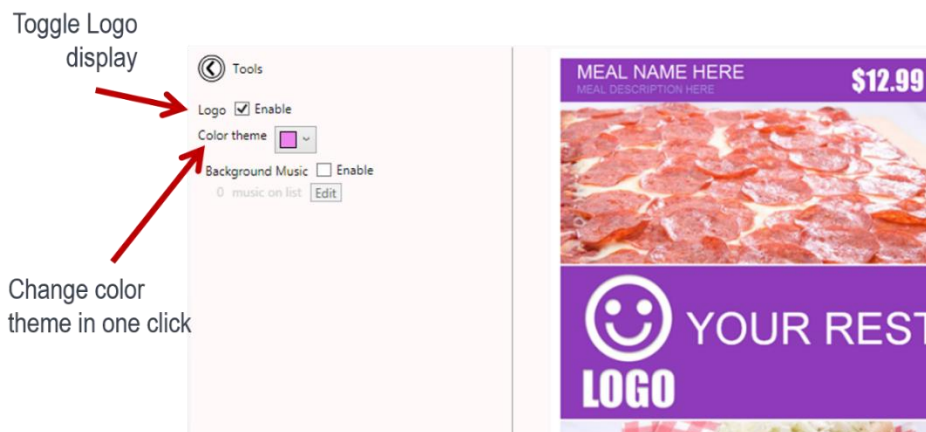 Toggle Logo
display
Tools
Logo Enable
Color theme
Background Music Enable
0 music on list Edit
Change color
theme in one click
MEAL NAME HERE
MEAL DESCRIPTION HERE
$12.99
YOUR REST
LOGO